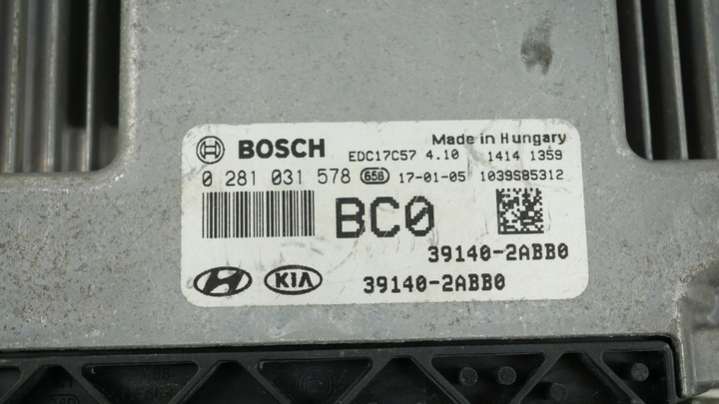 BOSCH EDC17C57 4.10 Made in Hungary
1414 1359
0 281 031 578 658 17-01-05 1039S85312
BC0
39140-2ABB0
KIA 39140-2ABB0